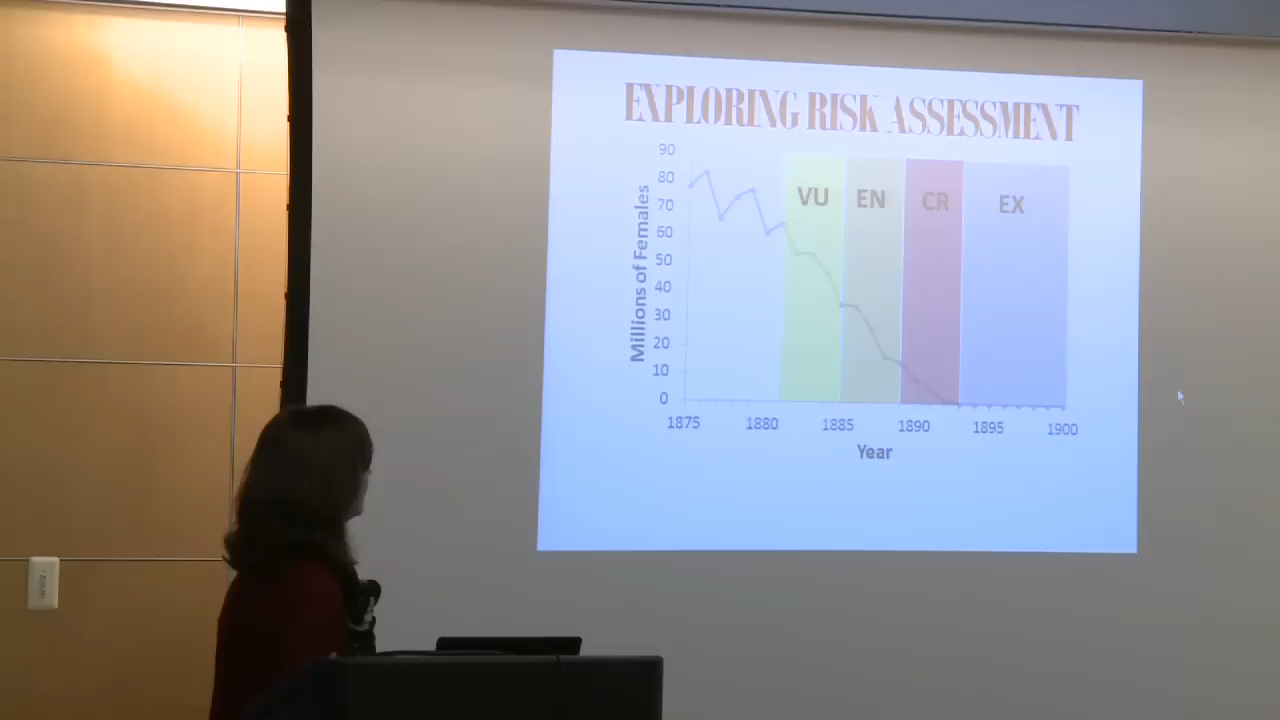 EXPLORING RISK ASSESSMENT
90
80
70
60
50
40
30
20
10
0
Millions of Females
VU EN CR EX
1875 1880 1885 1890 1895 1900
Year